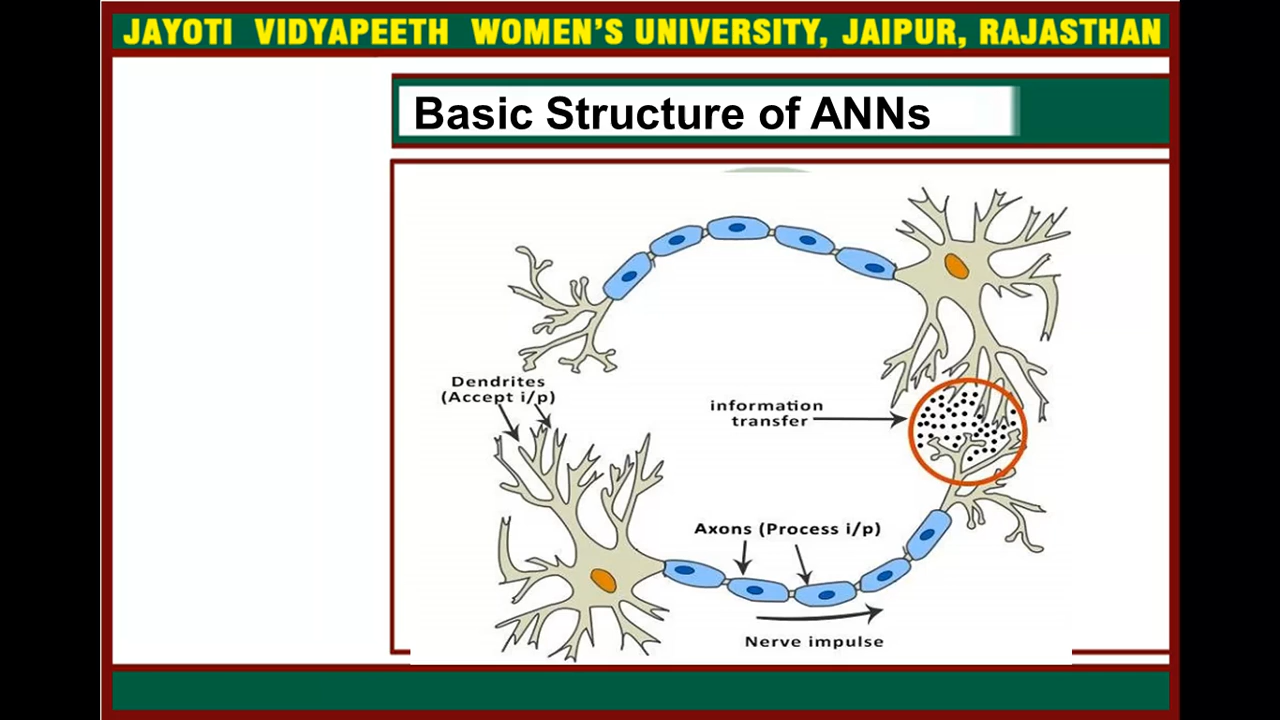 JAYOTI VIDYAPEETH WOMEN'S UNIVERSITY, JAIPUR, RAJASTHAN
Basic Structure of ANNs
Dendrites
(Accept i/p)
information
transfer
Axons (Process i/p)
Nerve impulse